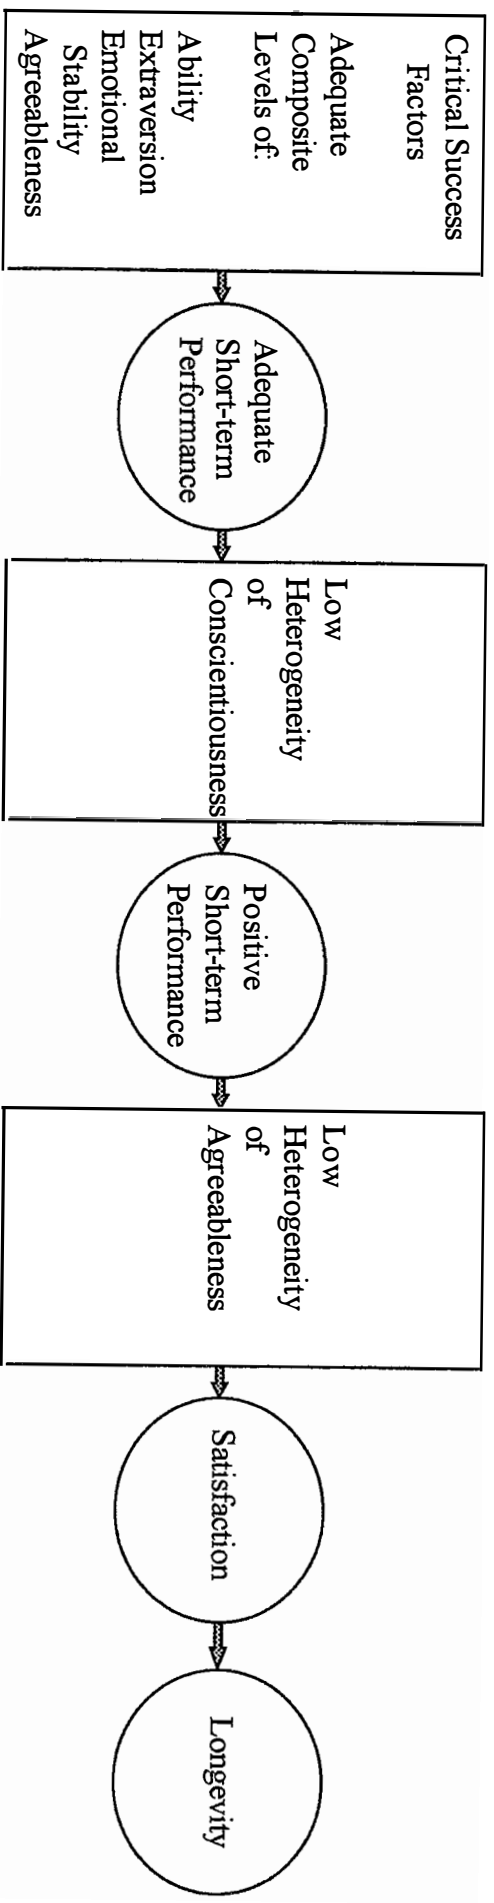 Critical Success
Factors
Adequate
Composite
Levels of:
Ability
Extraversion
Emotional
Stability
Agreeableness
Adequate
Short-term
Performance
Low
Heterogeneity
of
Conscientiousness
Positive
Short-term
Performance
Low
Heterogeneity
of
Agreeableness
Satisfaction
Longevity